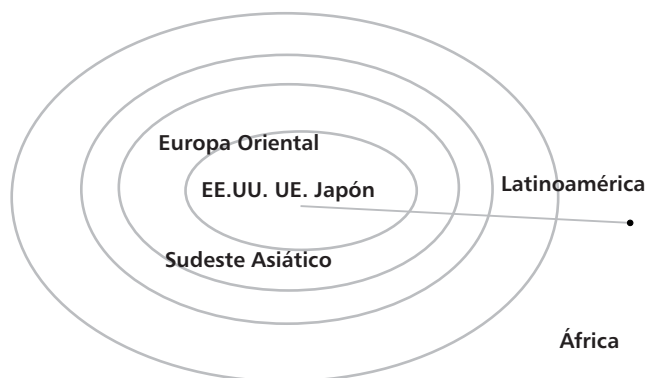 Europa Oriental
EE.UU. UE. Japón
Latinoamérica
Sudeste Asiático
África